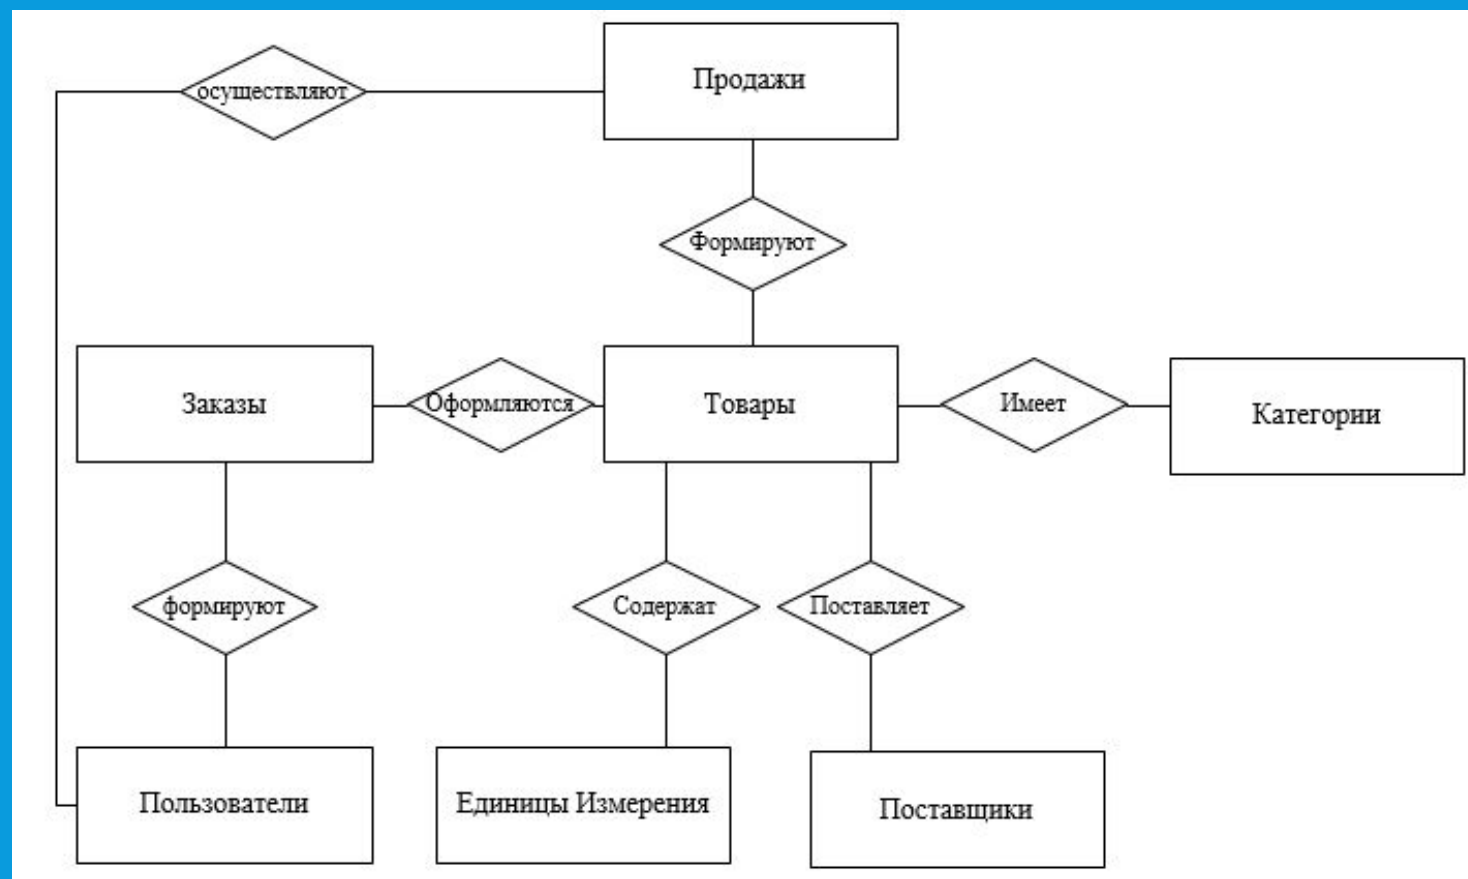 осуществляют
Продажи
Формируют
Заказы
Оформляются
Товары
Имеет
Категории
формируют
Содержат
Поставляет
Пользователи
Единицы Измерения
Поставщики